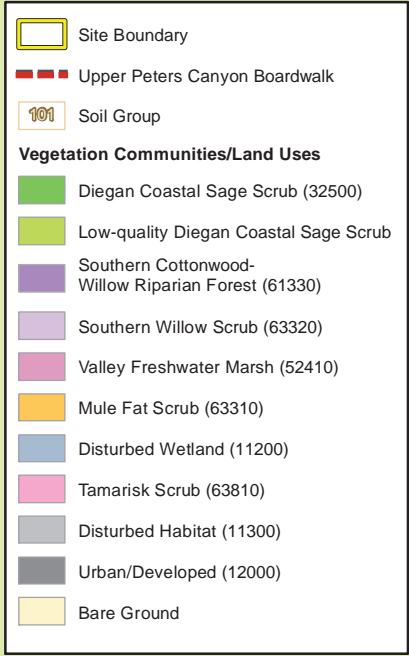 Site Boundary
Upper Peters Canyon Boardwalk
101 Soil Group
Vegetation Communities/Land Uses
Diegan Coastal Sage Scrub (32500)
Low-quality Diegan Coastal Sage Scrub
Southern Cottonwood-
Willow Riparian Forest (61330)
Southern Willow Scrub (63320)
Valley Freshwater Marsh (52410)
Mule Fat Scrub (63310)
Disturbed Wetland (11200)
Tamarisk Scrub (63810)
Disturbed Habitat (11300)
Urban/Developed (12000)
Bare Ground